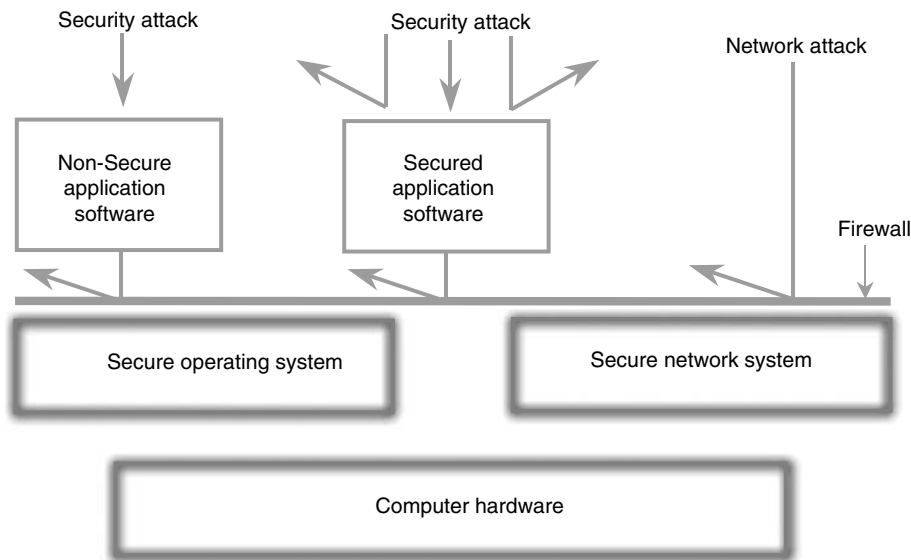 Security attack
Security attack
Network attack
Non-Secure
application
software
Secured
application
software
Firewall
Secure operating system
Secure network system
Computer hardware